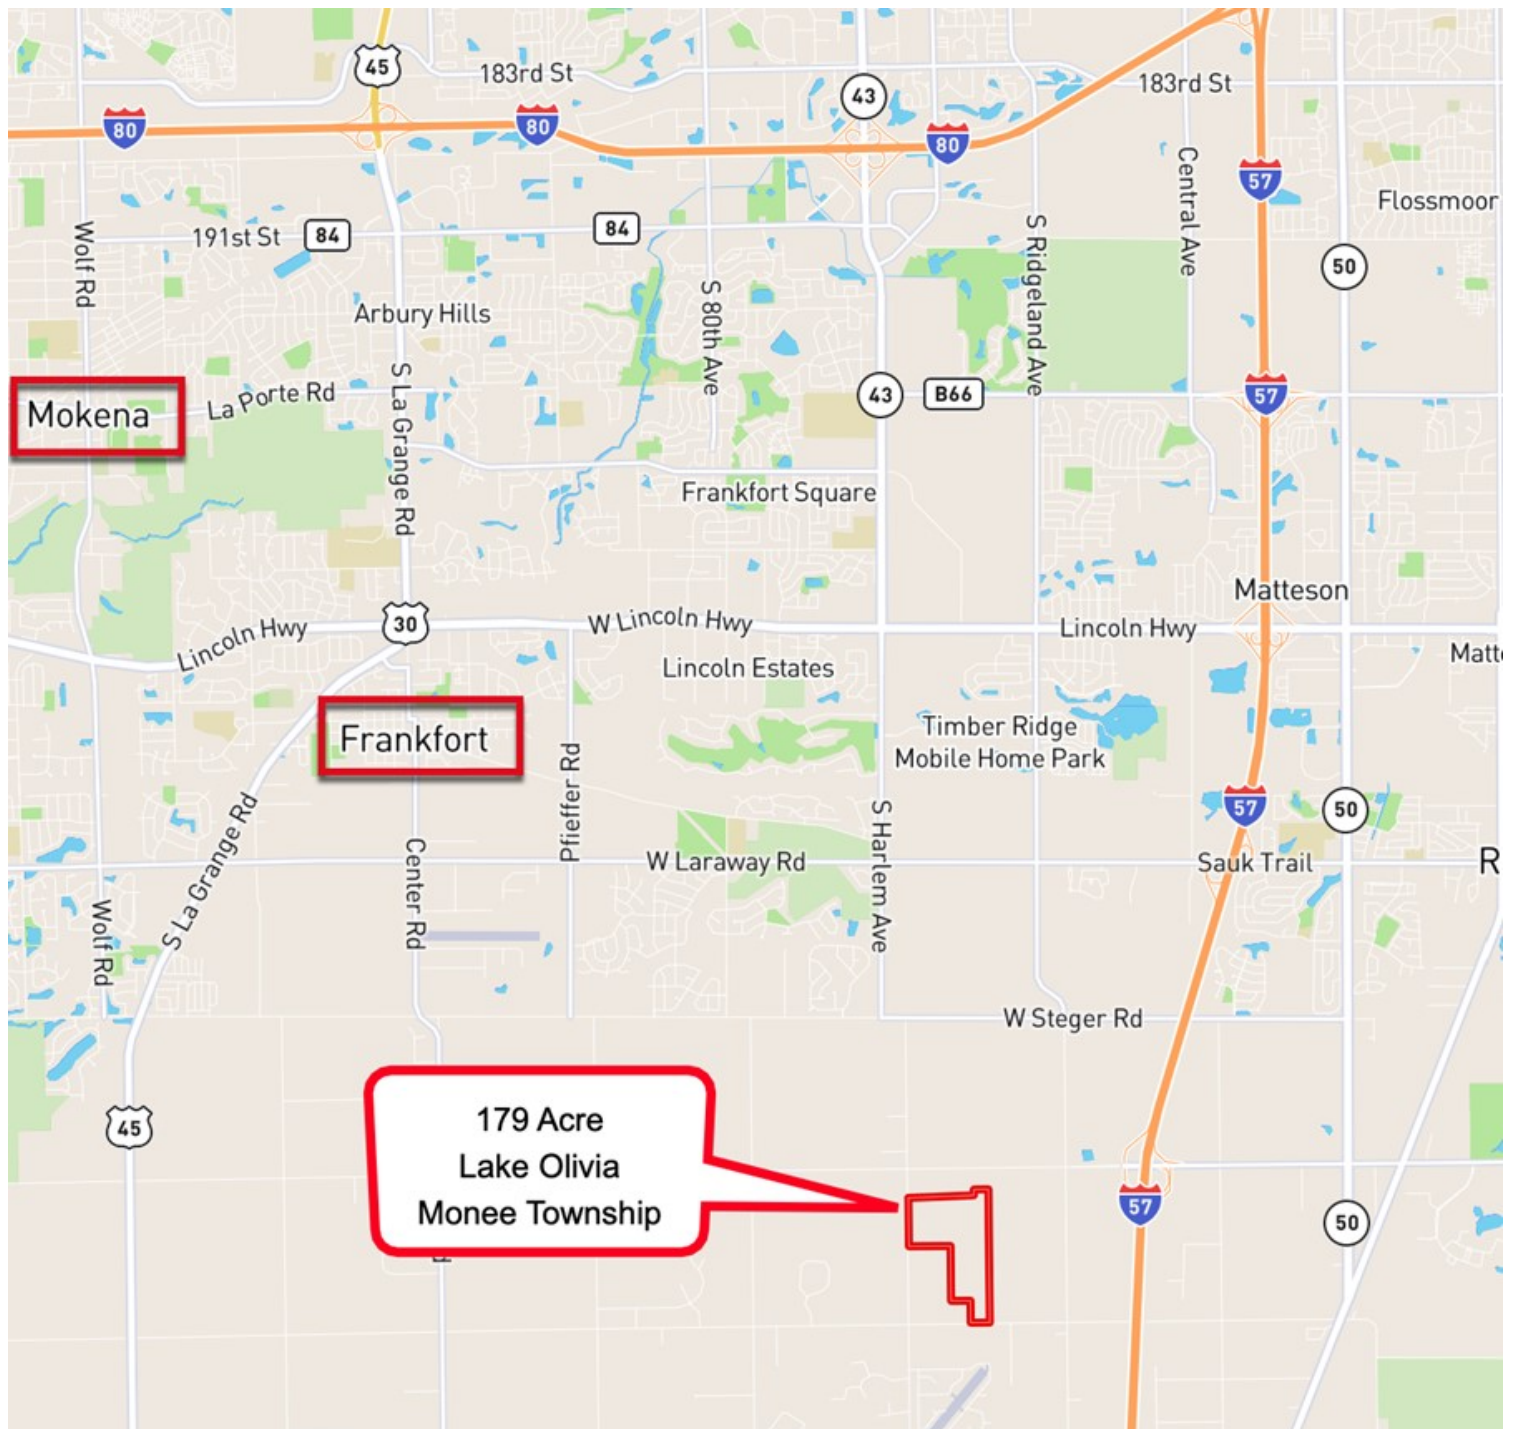 45
183rd St
43
183rd St
80
80
80
57
Central Ave
Flossmoor
Wolf Rd
191st St
84
84
S Ridgeland Ave
50
S 80th Ave
Arbury Hills
Mokena
La Porte Rd
S La Grange Rd
43
B66
57
Frankfort Square
Matteson
Lincoln Hwy
30
W Lincoln Hwy
Lincoln Hwy
Lincoln Estates
Matt
Frankfort
Pfieffer Rd
Timber Ridge
Mobile Home Park
S La Grange Rd
Center Rd
W Laraway Rd
S Harlem Ave
57
50
Sauk Trail
R
Wolf Rd
W Steger Rd
45
179 Acre
Lake Olivia
Monee Township
57
50